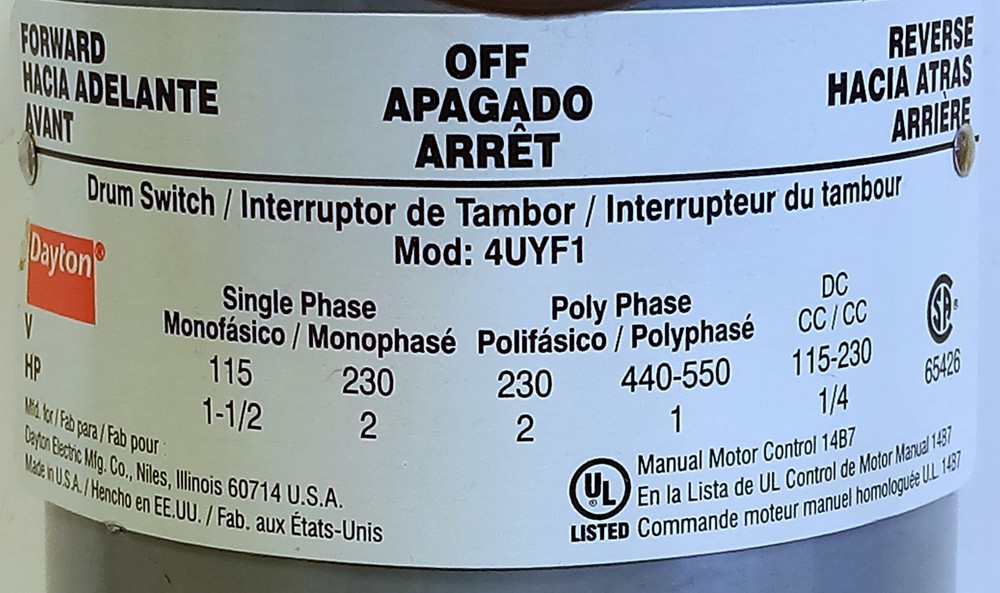 FORWARD
HACIA ADELANTE
AVANT
OFF
APAGADO
ARRÊT
REVERSE
HACIA ATRAS
ARRIÈRE
Drum Switch / Interruptor de Tambor / Interrupteur du tambour
Mod: 4UYF1
Dayton®
Single Phase
Monofásico / Monophasé
Poly Phase
Polifásico / Polyphasé
DC
CC / CC
V 115 230 230 440-550 115-230
HP 1-1/2 2 2 1 1/4
SA ®
65426
Mfd. for / Fab para / Fab pour :
Dayton Electric Mfg. Co., Niles, Illinois 60714 U.S.A.
Made in U.S.A. / Hencho en EE.UU. / Fab. aux États-Unis
UL
LISTED
Manual Motor Control 14B7
En la Lista de UL Control de Motor Manual 14B7
Commande moteur manuel homologuée U.L. 14B7